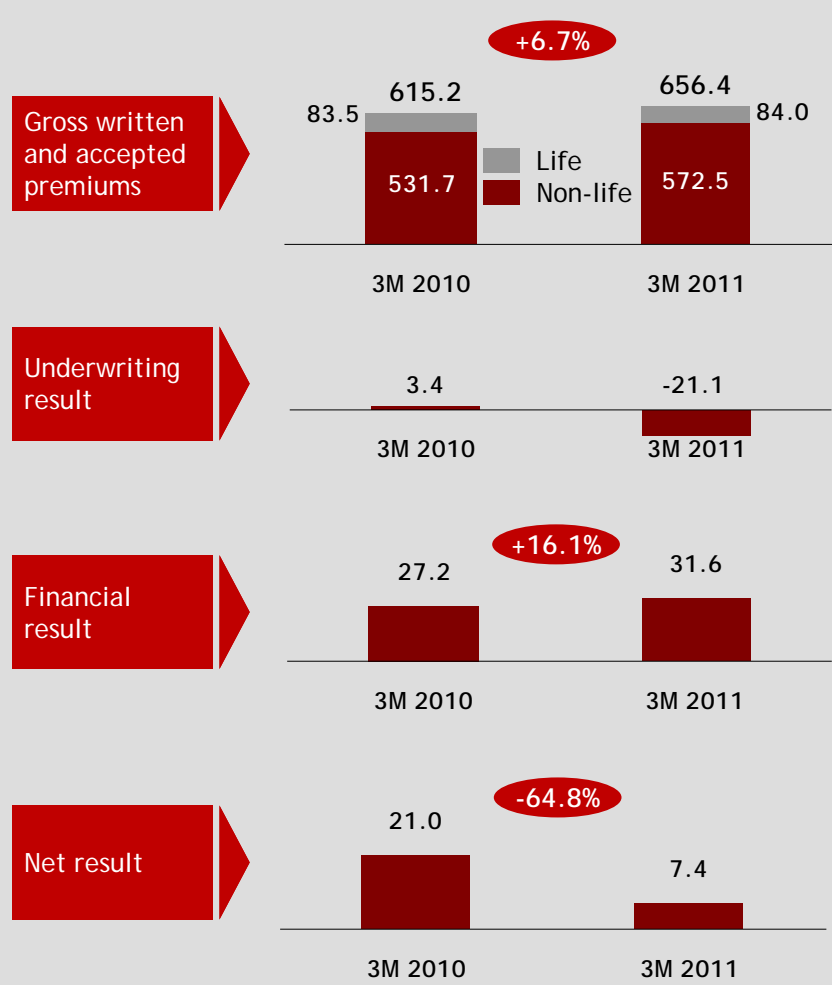 +6.7%
Gross written
and accepted
premiums
615.2
656.4
83.5
84.0
531.7
572.5
Life
Non-life
3M 2010
3M 2011
Underwriting
result
3.4
-21.1
3M 2010
3M 2011
Financial
result
+16.1%
27.2
31.6
3M 2010
3M 2011
Net result
-64.8%
21.0
7.4
3M 2010
3M 2011